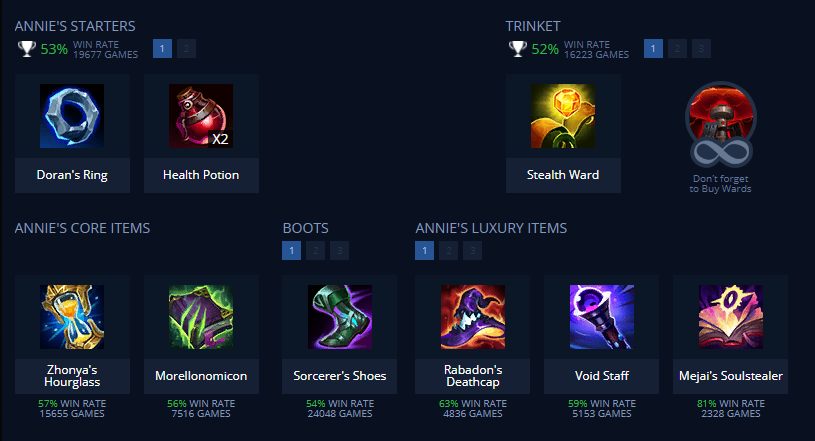 ANNIE'S STARTERS
53% WIN RATE
19677 GAMES
1 2
TRINKET
52% WIN RATE
16223 GAMES
1 2 3
X2
Doran's Ring
Health Potion
Stealth Ward
Don't forget
to Buy Wards
ANNIE'S CORE ITEMS
BOOTS
1 2 3
ANNIE'S LUXURY ITEMS
1 2 3
Zhonya's
Hourglass
57% WIN RATE
15655 GAMES
Morellonomicon
56% WIN RATE
7516 GAMES
Sorcerer's Shoes
54% WIN RATE
24048 GAMES
Rabadon's
Deathcap
63% WIN RATE
4836 GAMES
Void Staff
59% WIN RATE
5153 GAMES
Mejai's Soulstealer
81% WIN RATE
2328 GAMES